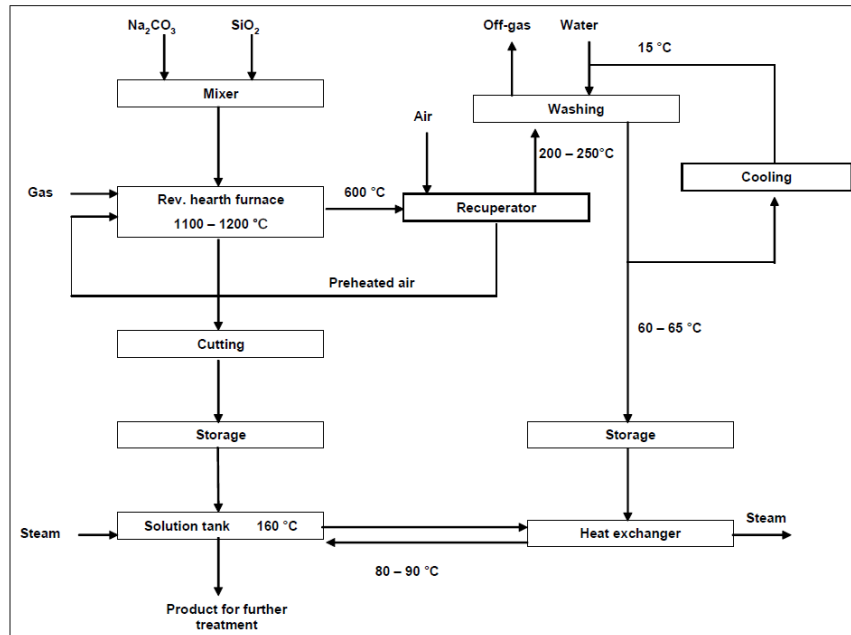 Na₂CO₃
SiO₂
Off-gas
Water
15 °C
Mixer
Washing
Air
200 – 250°C
Cooling
Gas
Rev. hearth furnace
1100 – 1200 °C
600 °C
Recuperator
Preheated air
60 – 65 °C
Cutting
Storage
Storage
Steam
Solution tank 160 °C
Heat exchanger
Steam
80 – 90 °C
Product for further
treatment